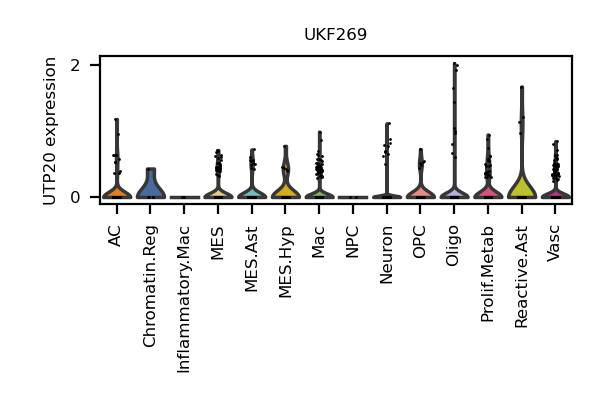 UKF269
UTP20 expression
2
0
AC
Chromatin.Reg
Inflammatory.Mac
MES
MES.Ast
MES.Hyp
Mac
NPC
Neuron
OPC
Oligo
Prolif.Metab
Reactive.Ast
Vasc